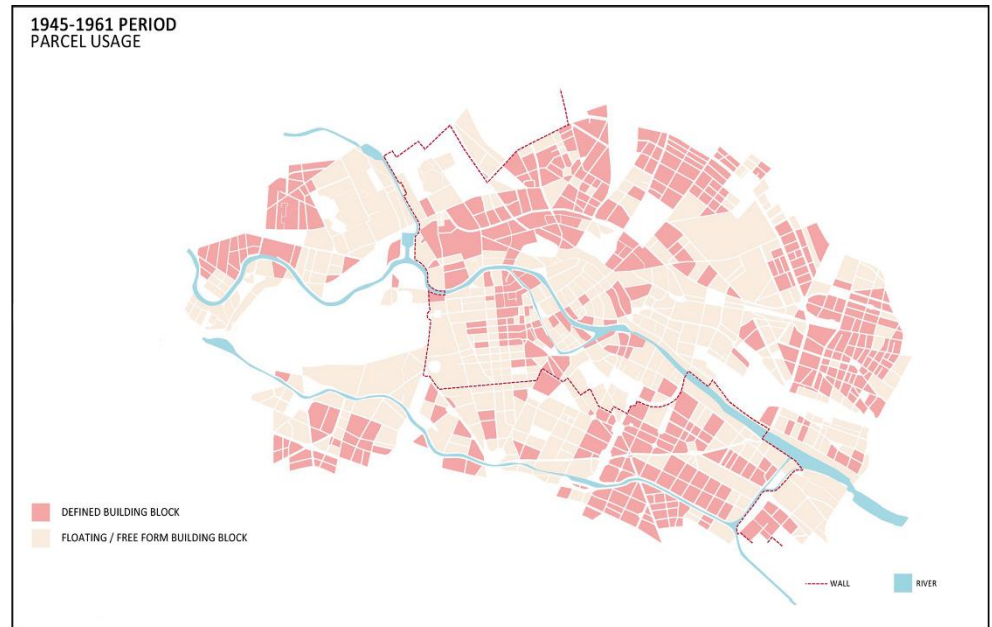 1945-1961 PERIOD
PARCEL USAGE
DEFINED BUILDING BLOCK
FLOATING / FREE FORM BUILDING BLOCK
WALL
RIVER